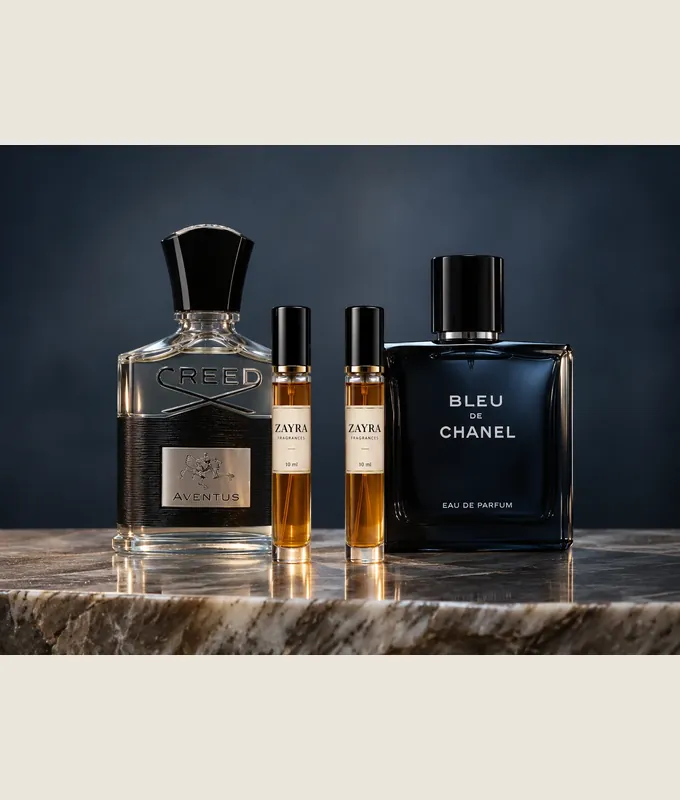 CREED
AVENTUS
ZAYRA
FRAGRANCES
10 ml
ZAYRA
FRAGRANCES
10 ml
BLEU
DE
CHANEL
EAU DE PARFUM